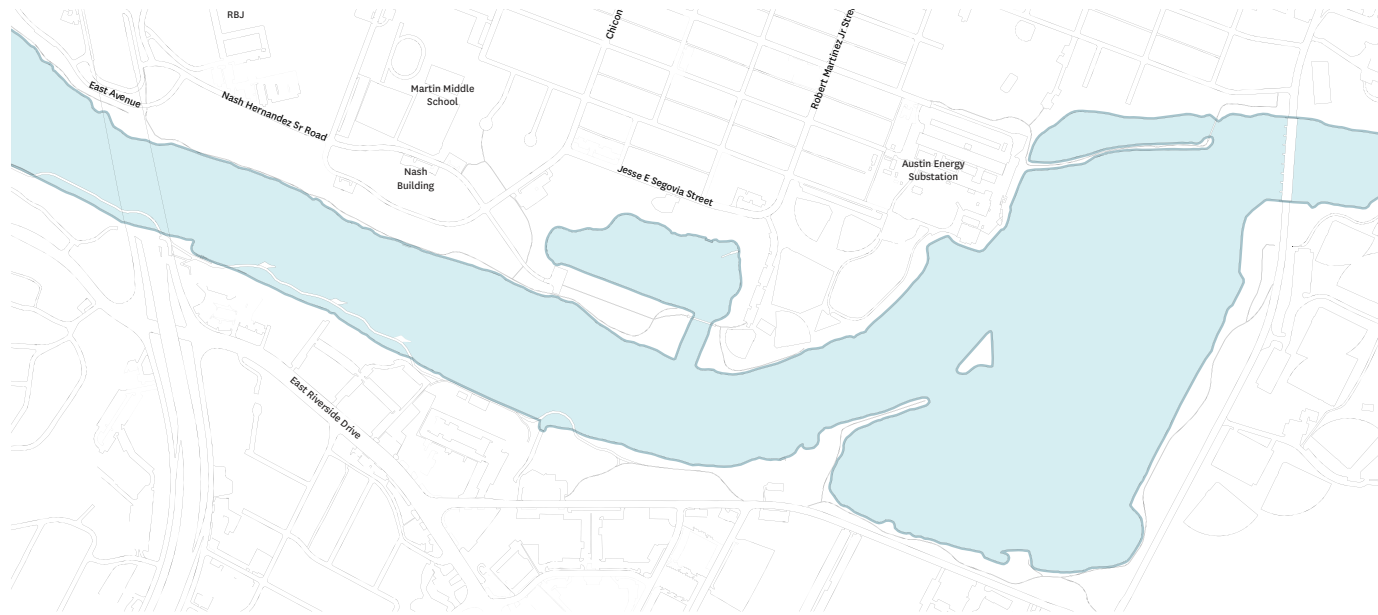 RBJ
Chicon
Robert Martinez Jr Stree
East Avenue
Nash Hernandez Sr Road
Martin Middle
School
Nash
Building
Jesse E Segovia Street
Austin Energy
Substation
East Riverside Drive